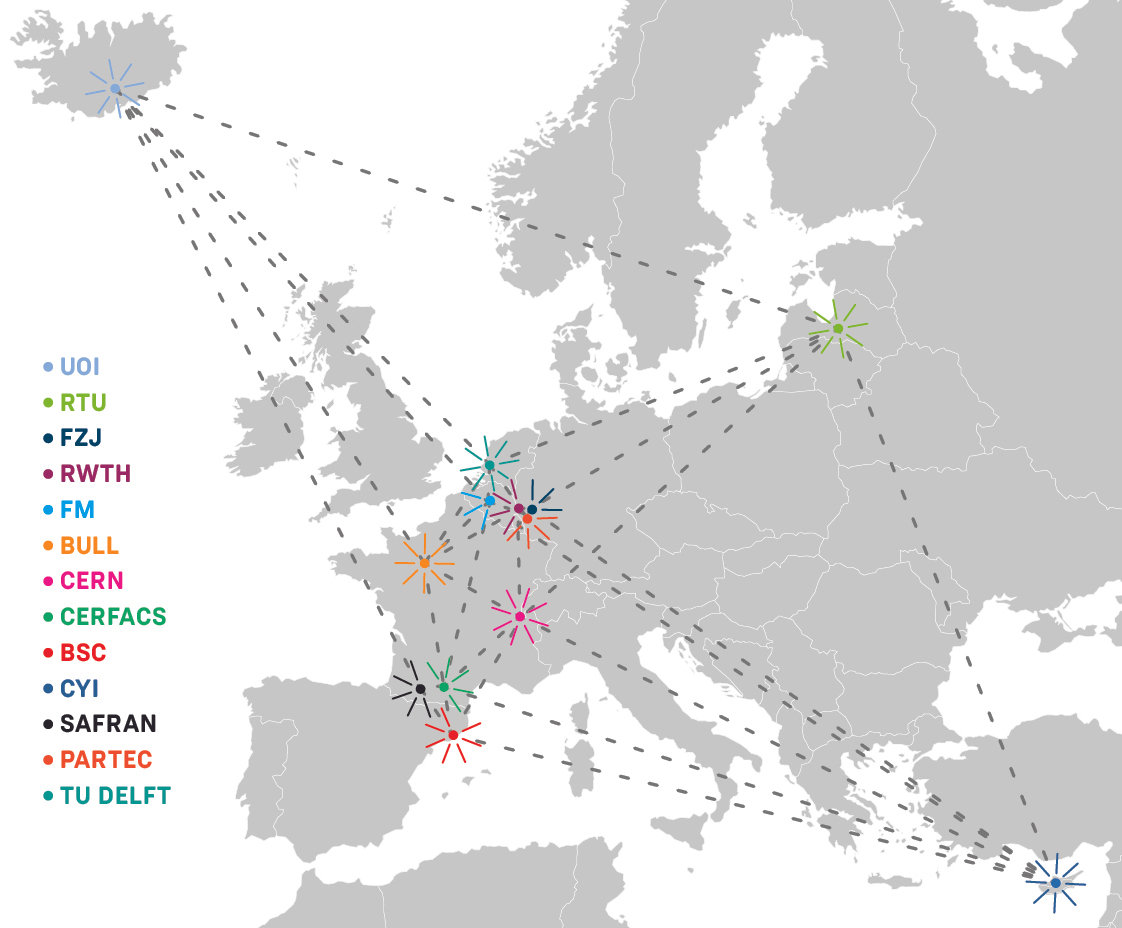 UOI
RTU
FZJ
RWTH
FM
BULL
CERN
CERFACS
BSC
CYI
SAFRAN
PARTEC
TU DELFT